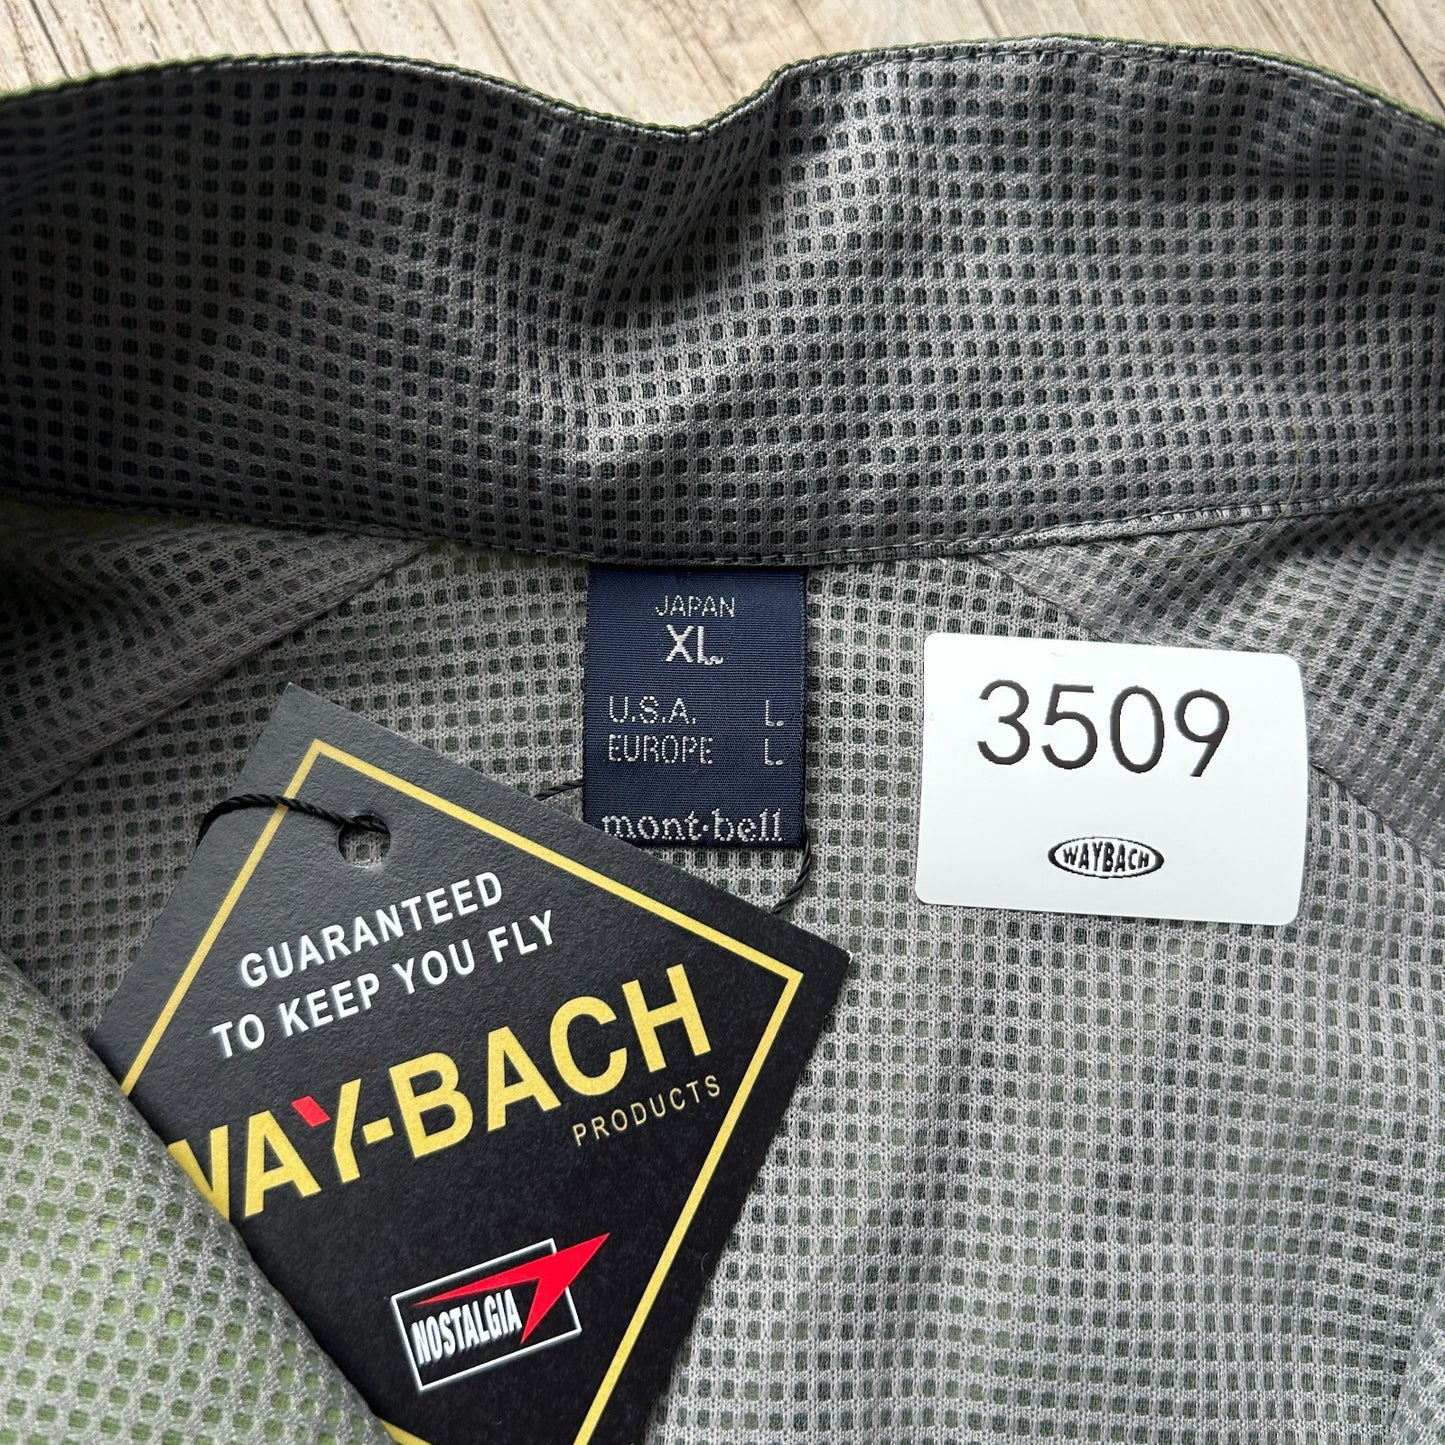 JAPAN
XL
U.S.A. L
EUROPE L
mont-bell
3509
WAYBACH
GUARANTEED
TO KEEP YOU FLY
WAY-BACH
PRODUCTS
NOSTALGIA